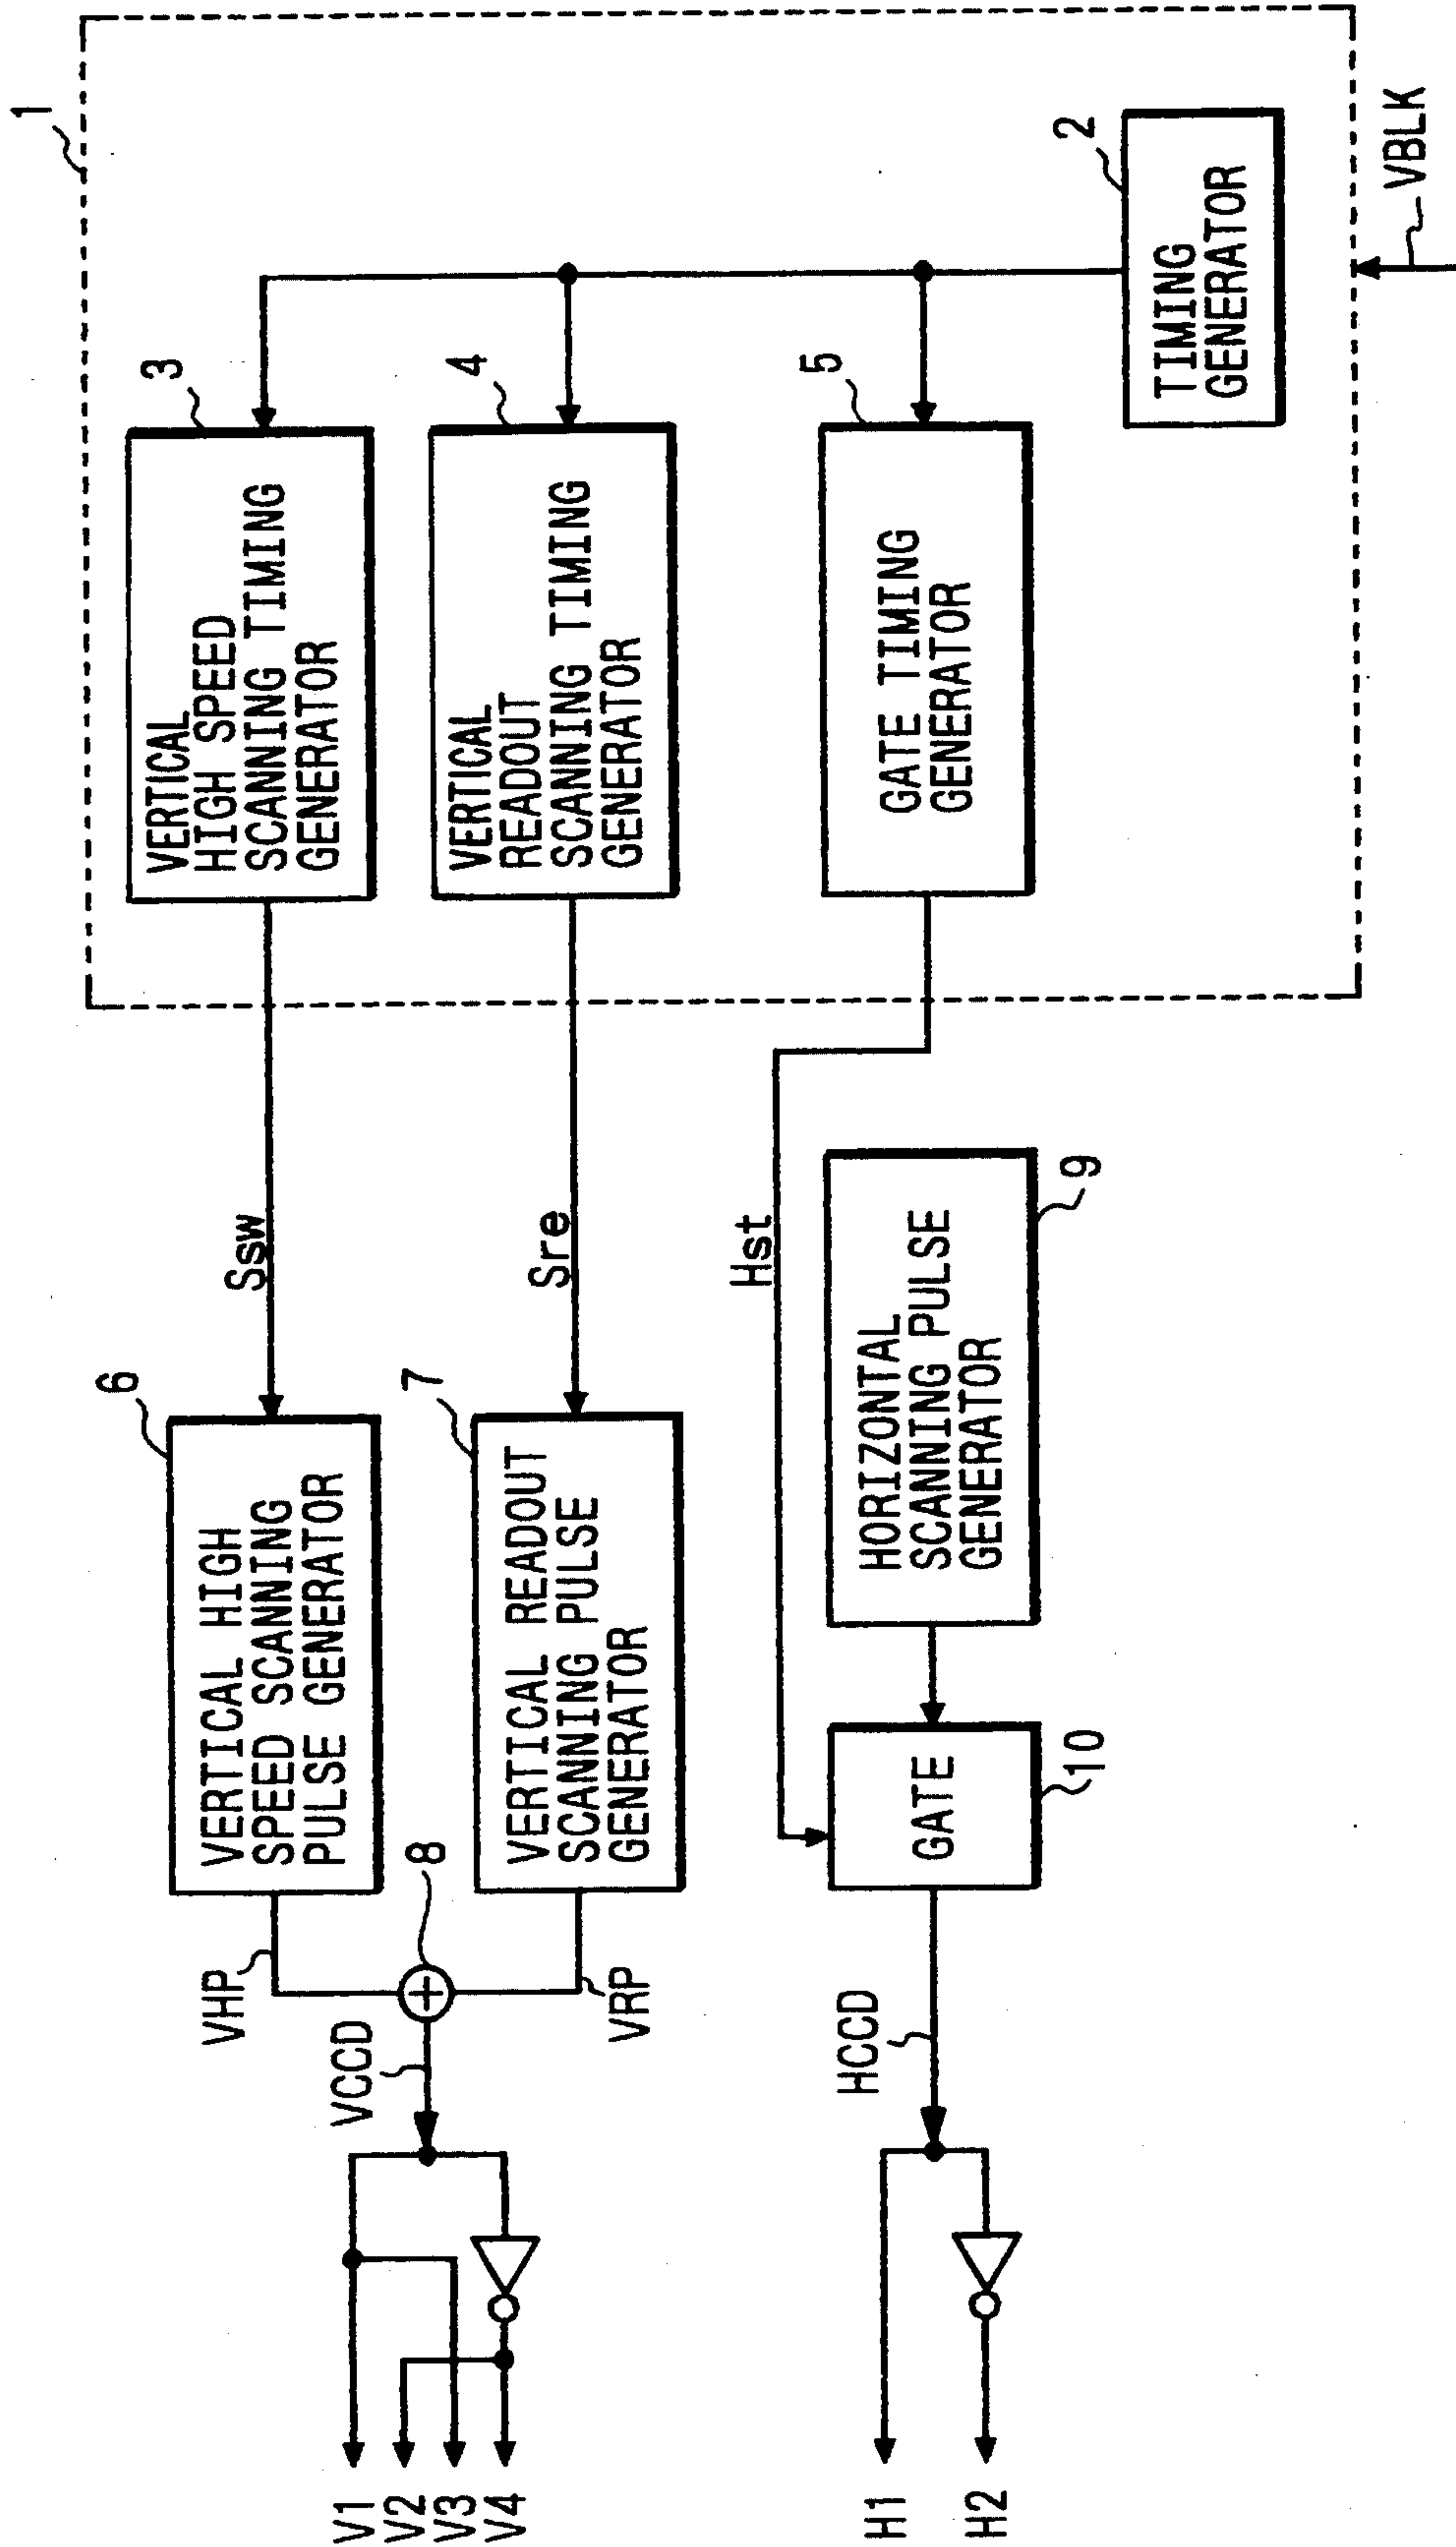 1
VERTICAL
HIGH SPEED
SCANNING TIMING
GENERATOR
3
VERTICAL
READOUT
SCANNING TIMING
GENERATOR
4
GATE TIMING
GENERATOR
5
TIMING
GENERATOR
2
VBLK
Ssw
Sre
Hst
VERTICAL HIGH
SPEED SCANNING
PULSE GENERATOR
6
VERTICAL READOUT
SCANNING PULSE
GENERATOR
7
HORIZONTAL
SCANNING PULSE
GENERATOR
9
GATE
10
VHP
8
VRP
VCCD
HCCD
V1
V2
V3
V4
H1
H2